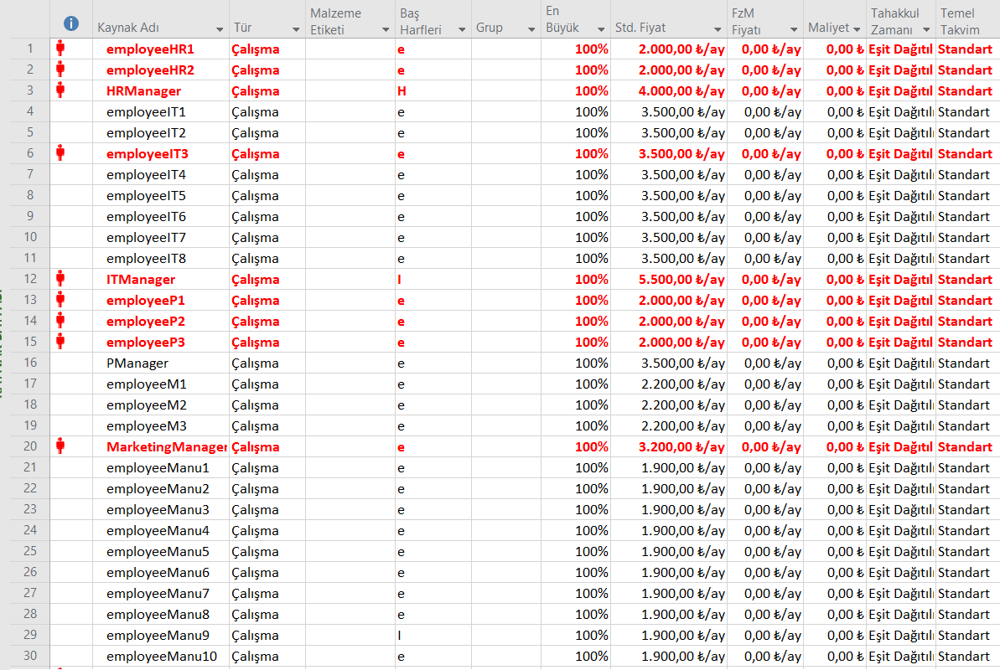 Kaynak Adı Tür Malzeme Etiketi Baş Harfleri Grup En Büyük Std. Fiyat FzM Fiyatı Maliyet Tahakkuk Zamanı Temel Takvim
1 employeeHR1 Çalışma e 100% 2.000,00 ₺/ay 0,00 ₺/ay 0,00 ₺ Eşit Dağıtıl Standart
2 employeeHR2 Çalışma e 100% 2.000,00 ₺/ay 0,00 ₺/ay 0,00 ₺ Eşit Dağıtıl Standart
3 HRManager Çalışma H 100% 4.000,00 ₺/ay 0,00 ₺/ay 0,00 ₺ Eşit Dağıtıl Standart
4 employeeIT1 Çalışma e 100% 3.500,00 ₺/ay 0,00 ₺/ay 0,00 ₺ Eşit Dağıtılı Standart
5 employeeIT2 Çalışma e 100% 3.500,00 ₺/ay 0,00 ₺/ay 0,00 ₺ Eşit Dağıtılı Standart
6 employeeIT3 Çalışma e 100% 3.500,00 ₺/ay 0,00 ₺/ay 0,00 ₺ Eşit Dağıtıl Standart
7 employeeIT4 Çalışma e 100% 3.500,00 ₺/ay 0,00 ₺/ay 0,00 ₺ Eşit Dağıtılı Standart
8 employeeIT5 Çalışma e 100% 3.500,00 ₺/ay 0,00 ₺/ay 0,00 ₺ Eşit Dağıtılı Standart
9 employeeIT6 Çalışma e 100% 3.500,00 ₺/ay 0,00 ₺/ay 0,00 ₺ Eşit Dağıtılı Standart
10 employeeIT7 Çalışma e 100% 3.500,00 ₺/ay 0,00 ₺/ay 0,00 ₺ Eşit Dağıtılı Standart
11 employeeIT8 Çalışma e 100% 3.500,00 ₺/ay 0,00 ₺/ay 0,00 ₺ Eşit Dağıtılı Standart
12 ITManager Çalışma I 100% 5.500,00 ₺/ay 0,00 ₺/ay 0,00 ₺ Eşit Dağıtıl Standart
13 employeeP1 Çalışma e 100% 2.000,00 ₺/ay 0,00 ₺/ay 0,00 ₺ Eşit Dağıtıl Standart
14 employeeP2 Çalışma e 100% 2.000,00 ₺/ay 0,00 ₺/ay 0,00 ₺ Eşit Dağıtıl Standart
15 employeeP3 Çalışma e 100% 2.000,00 ₺/ay 0,00 ₺/ay 0,00 ₺ Eşit Dağıtıl Standart
16 PManager Çalışma e 100% 3.500,00 ₺/ay 0,00 ₺/ay 0,00 ₺ Eşit Dağıtılı Standart
17 employeeM1 Çalışma e 100% 2.200,00 ₺/ay 0,00 ₺/ay 0,00 ₺ Eşit Dağıtılı Standart
18 employeeM2 Çalışma e 100% 2.200,00 ₺/ay 0,00 ₺/ay 0,00 ₺ Eşit Dağıtılı Standart
19 employeeM3 Çalışma e 100% 2.200,00 ₺/ay 0,00 ₺/ay 0,00 ₺ Eşit Dağıtılı Standart
20 MarketingManager Çalışma e 100% 3.200,00 ₺/ay 0,00 ₺/ay 0,00 ₺ Eşit Dağıtıl Standart
21 employeeManu1 Çalışma e 100% 1.900,00 ₺/ay 0,00 ₺/ay 0,00 ₺ Eşit Dağıtılı Standart
22 employeeManu2 Çalışma e 100% 1.900,00 ₺/ay 0,00 ₺/ay 0,00 ₺ Eşit Dağıtılı Standart
23 employeeManu3 Çalışma e 100% 1.900,00 ₺/ay 0,00 ₺/ay 0,00 ₺ Eşit Dağıtılı Standart
24 employeeManu4 Çalışma e 100% 1.900,00 ₺/ay 0,00 ₺/ay 0,00 ₺ Eşit Dağıtılı Standart
25 employeeManu5 Çalışma e 100% 1.900,00 ₺/ay 0,00 ₺/ay 0,00 ₺ Eşit Dağıtılı Standart
26 employeeManu6 Çalışma e 100% 1.900,00 ₺/ay 0,00 ₺/ay 0,00 ₺ Eşit Dağıtılı Standart
27 employeeManu7 Çalışma e 100% 1.900,00 ₺/ay 0,00 ₺/ay 0,00 ₺ Eşit Dağıtılı Standart
28 employeeManu8 Çalışma e 100% 1.900,00 ₺/ay 0,00 ₺/ay 0,00 ₺ Eşit Dağıtılı Standart
29 employeeManu9 Çalışma I 100% 1.900,00 ₺/ay 0,00 ₺/ay 0,00 ₺ Eşit Dağıtılı Standart
30 employeeManu10 Çalışma e 100% 1.900,00 ₺/ay 0,00 ₺/ay 0,00 ₺ Eşit Dağıtılı Standart